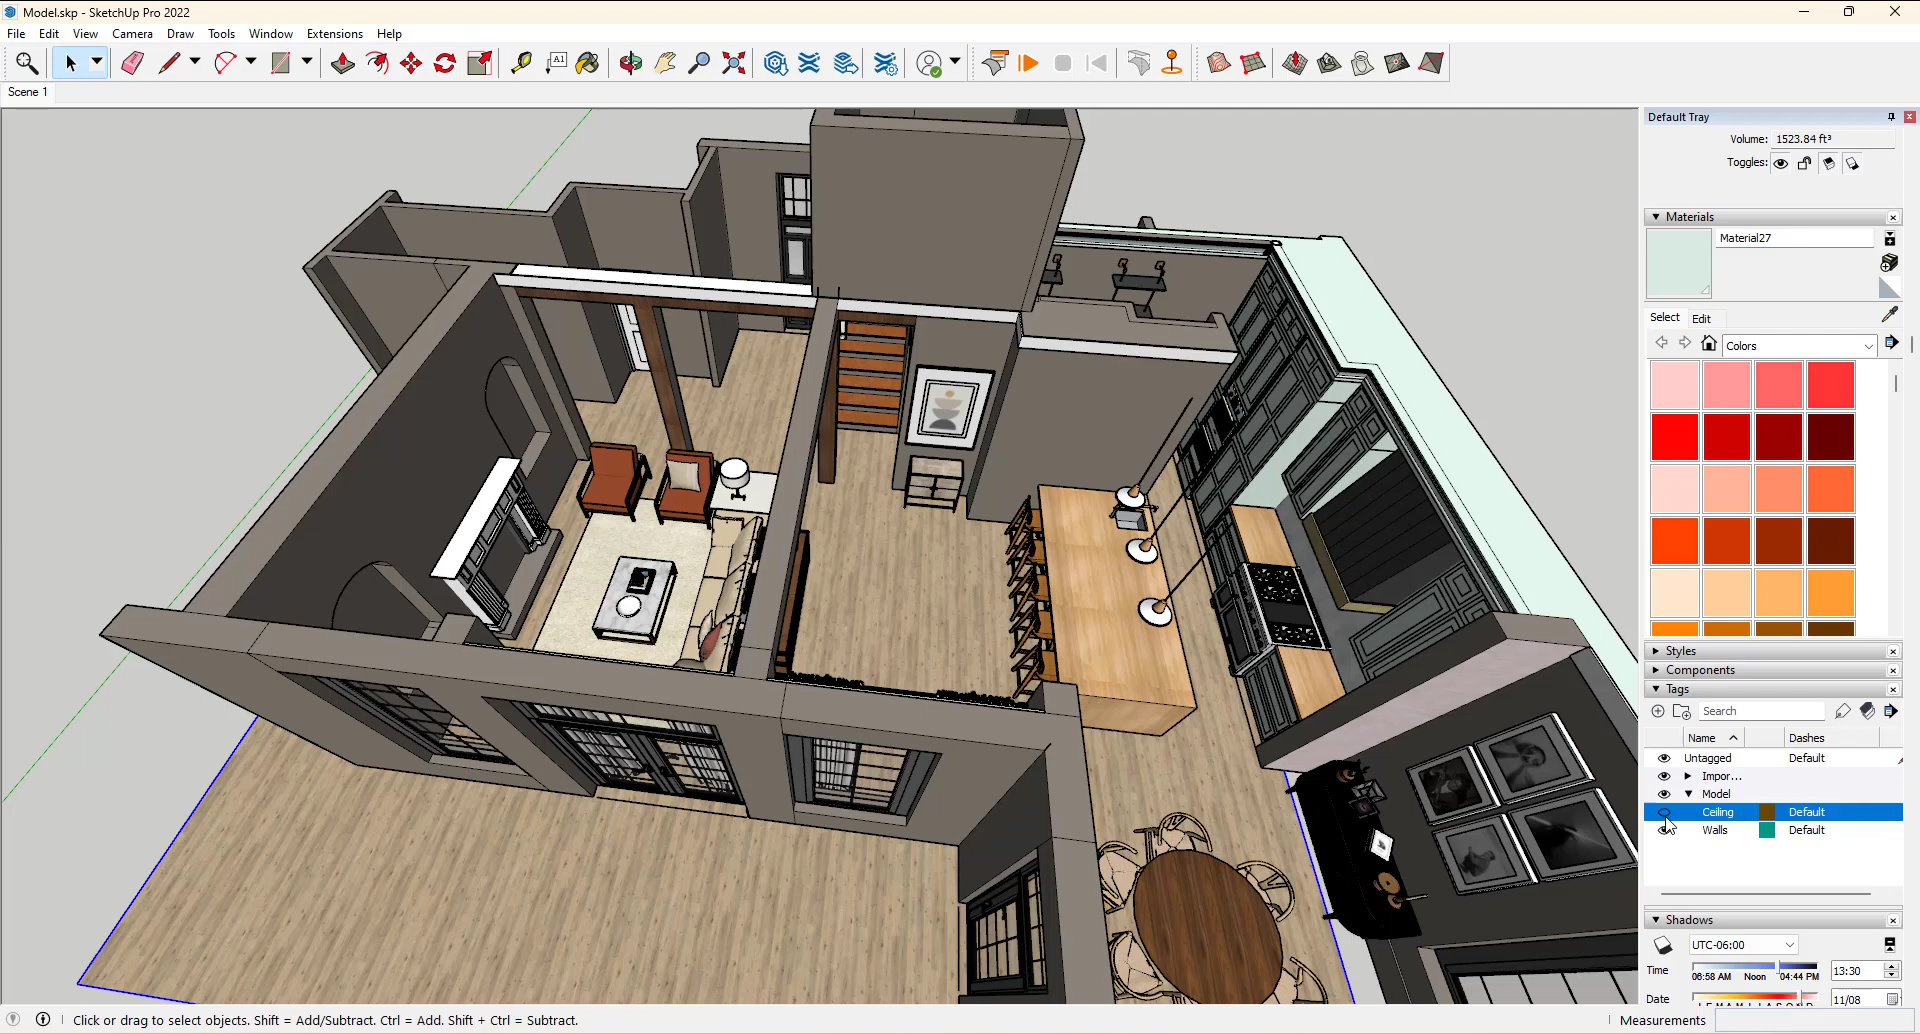 Model.skp - SketchUp Pro 2022
File Edit View Camera Draw Tools Window Extensions Help
A1
Scene 1
Default Tray
Volume: 1523.84 ft³
Toggles:
Materials
Material27
Select Edit
Colors
Styles
Components
Tags
Search
Name Dashes
Untagged Default
Impor...
Model
Ceiling Default
Walls Default
Shadows
UTC-06:00
Time 06:58 AM Noon 04:44 PM 13:30
Date J F M A M J J A S O N D 11/08
Click or drag to select objects. Shift = Add/Subtract. Ctrl = Add. Shift + Ctrl = Subtract.
Measurements